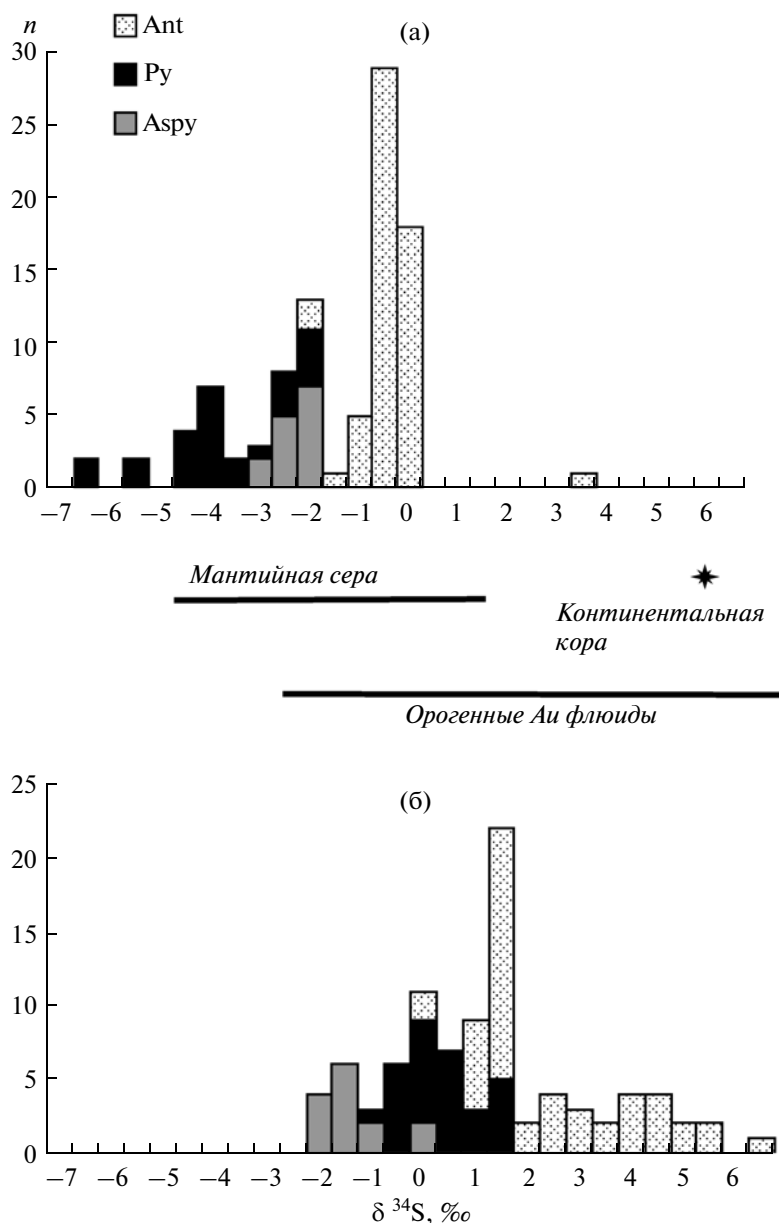 n
Ant
Py
Aspy
(а)
30
25
20
15
10
5
0
−7 −6 −5 −4 −3 −2 −1 0 1 2 3 4 5 6
Мантийная сера
Континентальная
кора
Орогенные Au флюиды
(б)
25
20
15
10
5
0
−7 −6 −5 −4 −3 −2 −1 0 1 2 3 4 5 6
δ ³⁴S, ‰